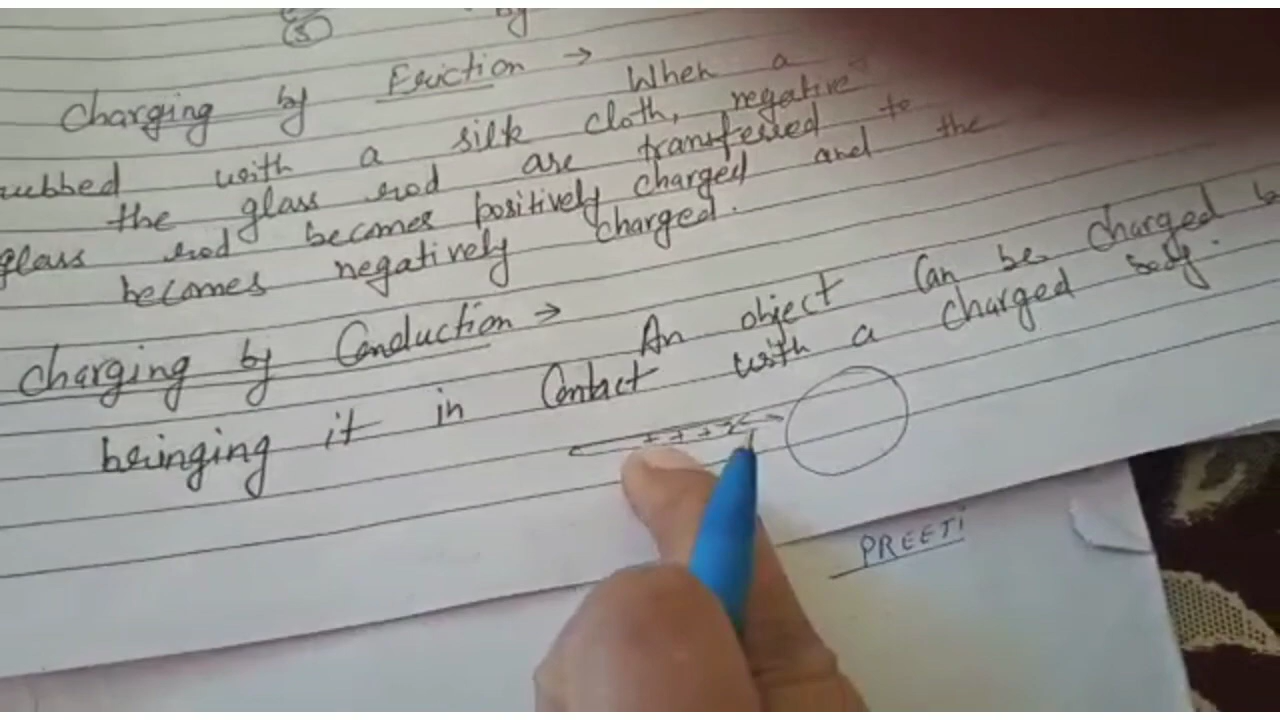 (5) by
Charging by Friction → When a
rubbed with a silk cloth, negative
the glass rod are transferred to
glass rod becomes positively charged and the
becomes negatively charged.
Charging by Conduction → An object Can be charged b
bringing it in Contact with a charged body.
+ + +
PREETI